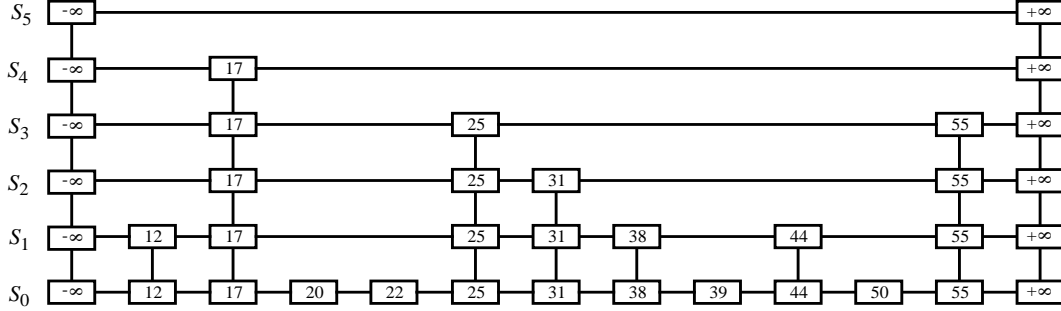 S5 -∞ +∞
S4 -∞ 17 +∞
S3 -∞ 17 25 55 +∞
S2 -∞ 17 25 31 55 +∞
S1 -∞ 12 17 25 31 38 44 55 +∞
S0 -∞ 12 17 20 22 25 31 38 39 44 50 55 +∞